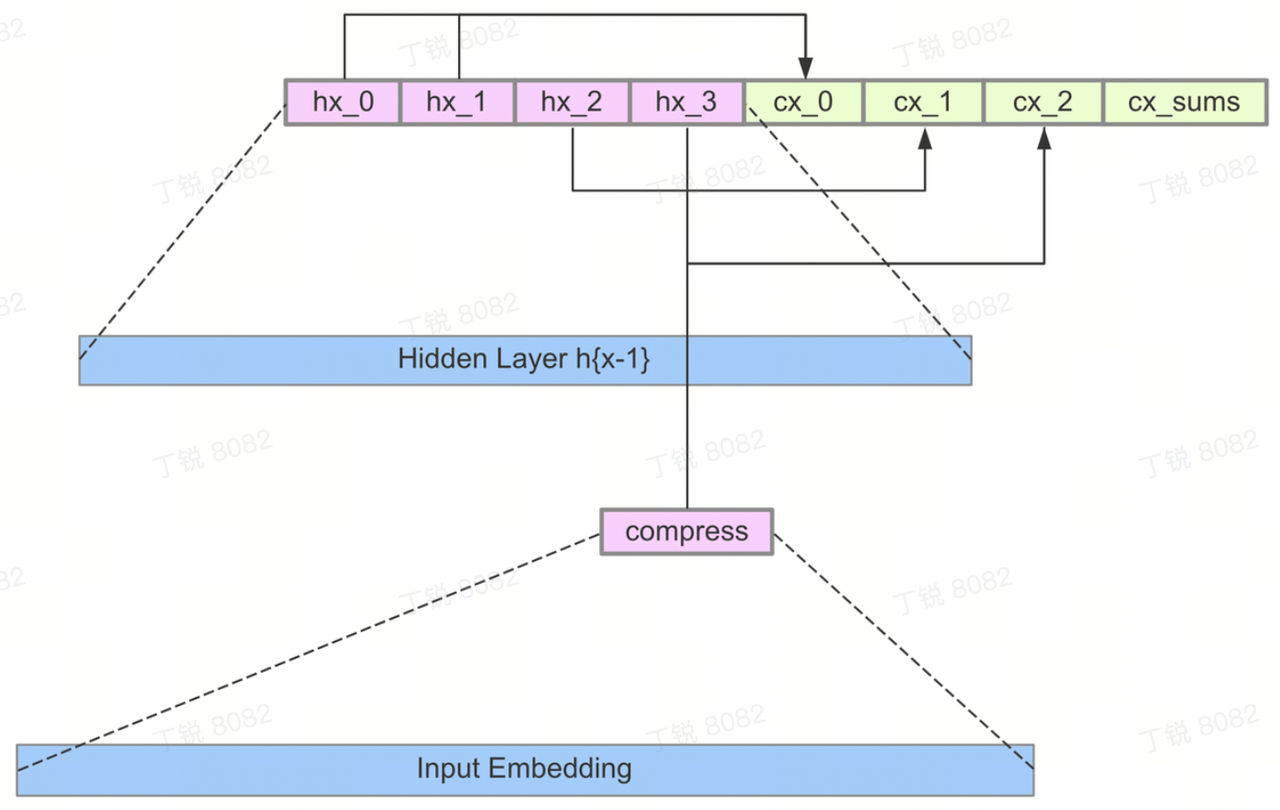 hx_0 hx_1 hx_2 hx_3 cx_0 cx_1 cx_2 cx_sums
Hidden Layer h{x-1}
compress
Input Embedding
丁锐 8082